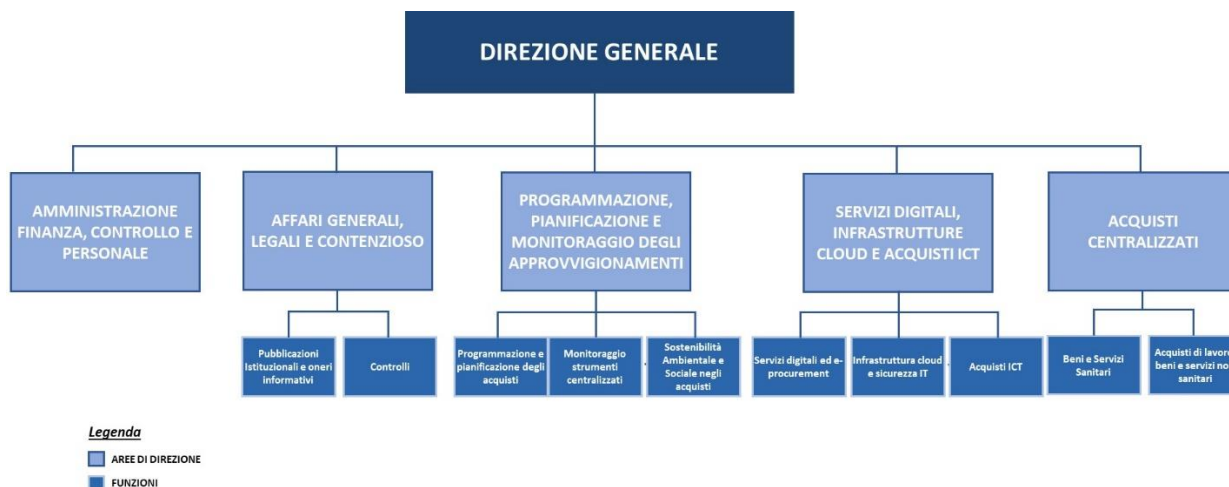 DIREZIONE GENERALE
AMMINISTRAZIONE
FINANZA, CONTROLLO E
PERSONALE
AFFARI GENERALI,
LEGALI E CONTENZIOSO
PROGRAMMAZIONE,
PIANIFICAZIONE E
MONITORAGGIO DEGLI
APPROVVIGIONAMENTI
SERVIZI DIGITALI,
INFRASTRUTTURE
CLOUD E ACQUISTI ICT
ACQUISTI
CENTRALIZZATI
Pubblicazioni
Istituzionali e oneri
informativi
Controlli
Programmazione e
pianificazione degli
acquisti
Monitoraggio
strumenti
centralizzati
Sostenibilità
Ambientale e
Sociale negli
acquisti
Servizi digitali ed e-
procurement
Infrastruttura cloud
e sicurezza IT
Acquisti ICT
Beni e Servizi
Sanitari
Acquisti di
beni e servizi
sanitari
Legenda
AREE DI DIREZIONE
FUNZIONI